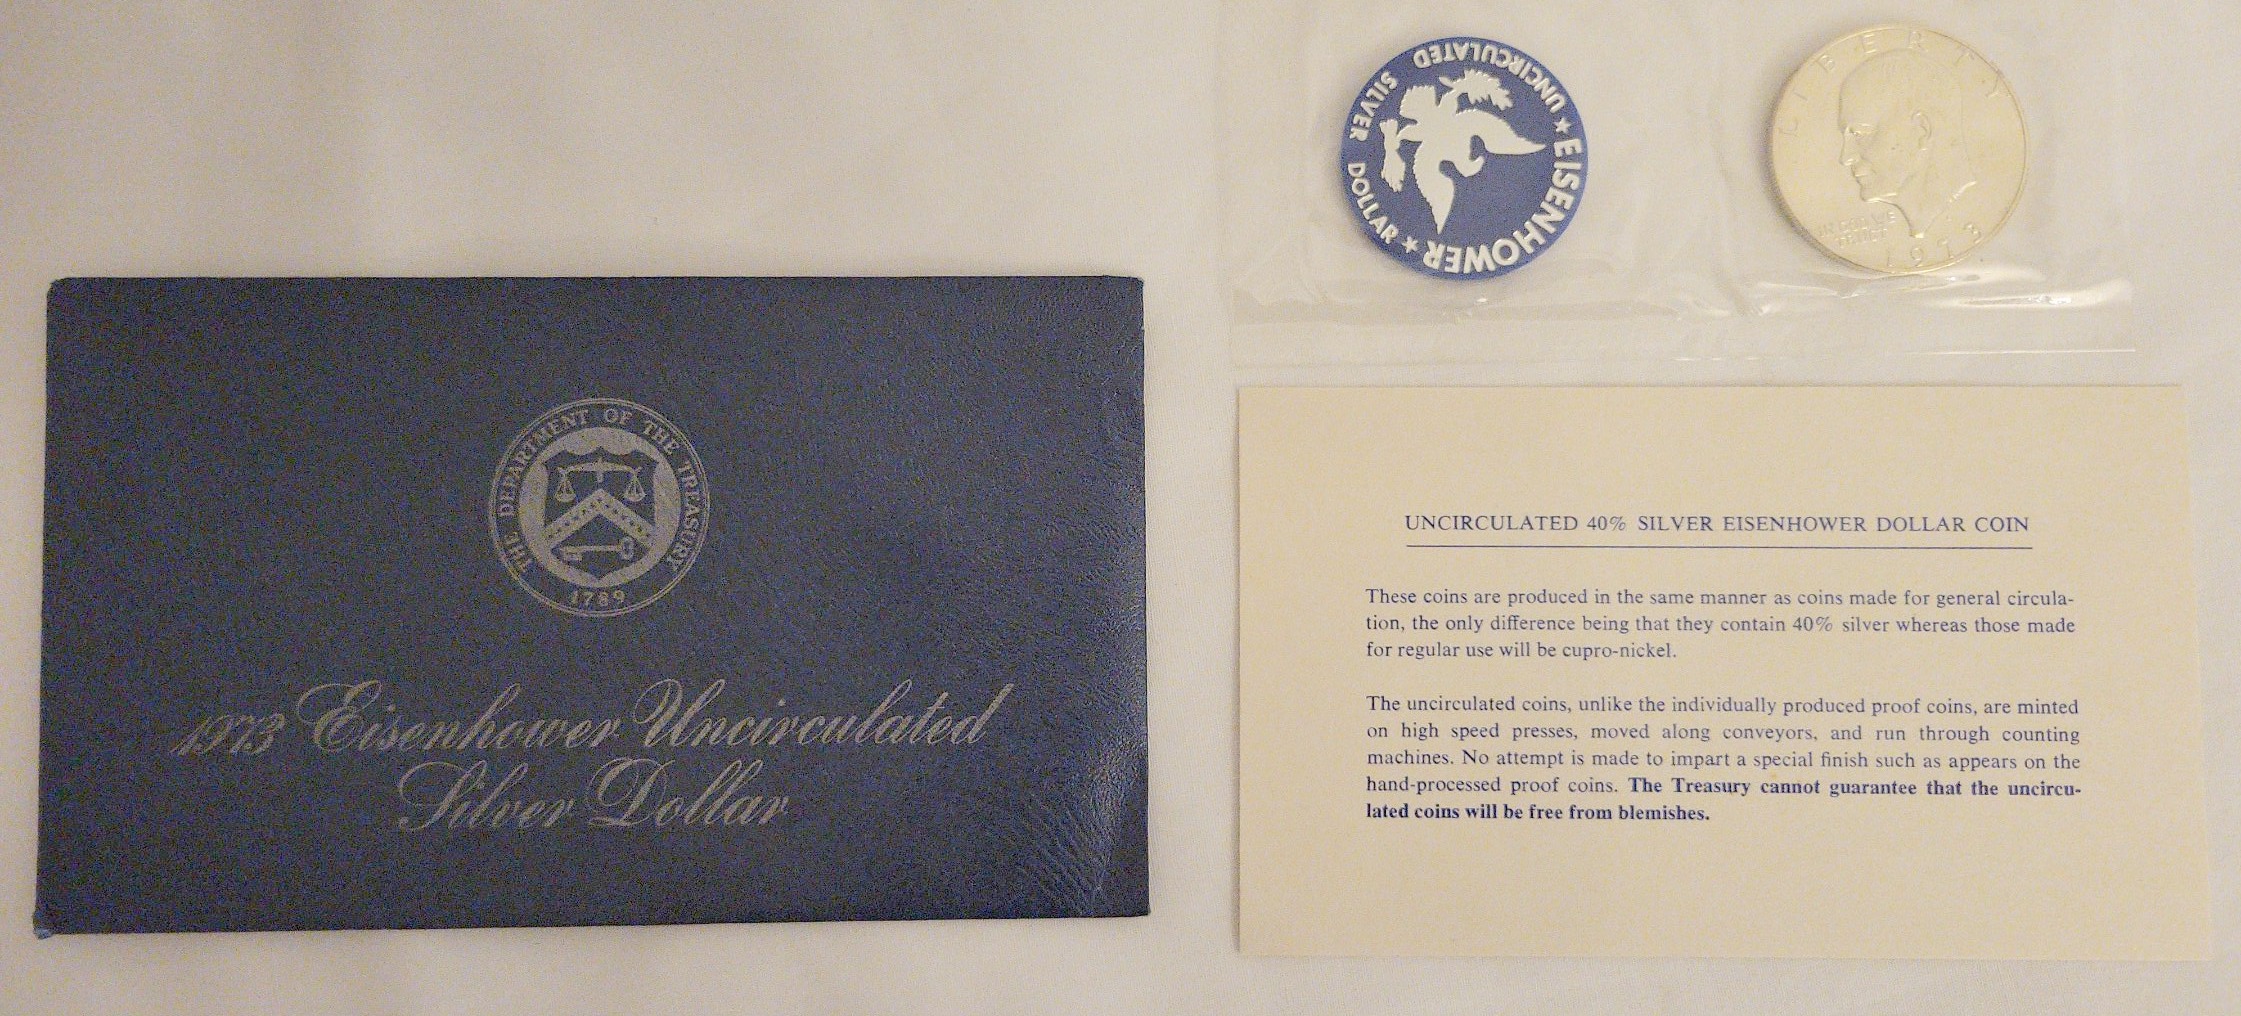 THE DEPARTMENT OF THE TREASURY
1789
1973 Eisenhower Uncirculated
Silver Dollar
EISENHOWER
UNCIRCULATED SILVER DOLLAR
LIBERTY
IN GOD WE
TRUST
1973
UNCIRCULATED 40% SILVER EISENHOWER DOLLAR COIN
These coins are produced in the same manner as coins made for general circula-
tion, the only difference being that they contain 40% silver whereas those made
for regular use will be cupro-nickel.
The uncirculated coins, unlike the individually produced proof coins, are minted
on high speed presses, moved along conveyors, and run through counting
machines. No attempt is made to impart a special finish such as appears on the
hand-processed proof coins. The Treasury cannot guarantee that the uncircu-
lated coins will be free from blemishes.